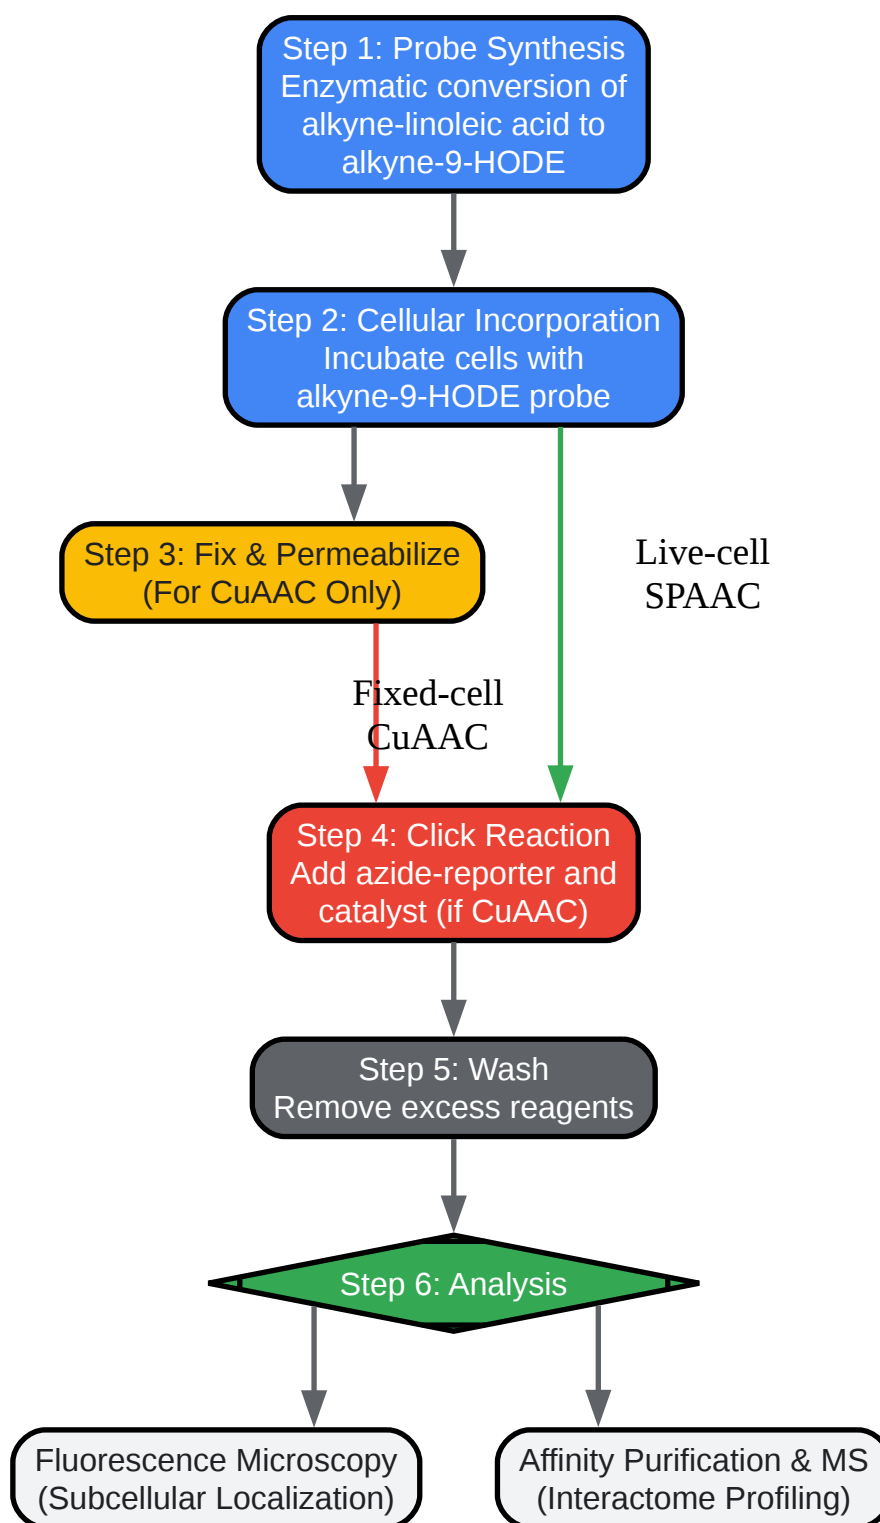 Step 1: Probe Synthesis
Enzymatic conversion of
alkyne-linoleic acid to
alkyne-9-HODE
Step 2: Cellular Incorporation
Incubate cells with
alkyne-9-HODE probe
Step 3: Fix & Permeabilize
(For CuAAC Only)
Live-cell
SPAAC
Fixed-cell
CuAAC
Step 4: Click Reaction
Add azide-reporter and
catalyst (if CuAAC)
Step 5: Wash
Remove excess reagents
Step 6: Analysis
Fluorescence Microscopy
(Subcellular Localization)
Affinity Purification & MS
(Interactome Profiling)